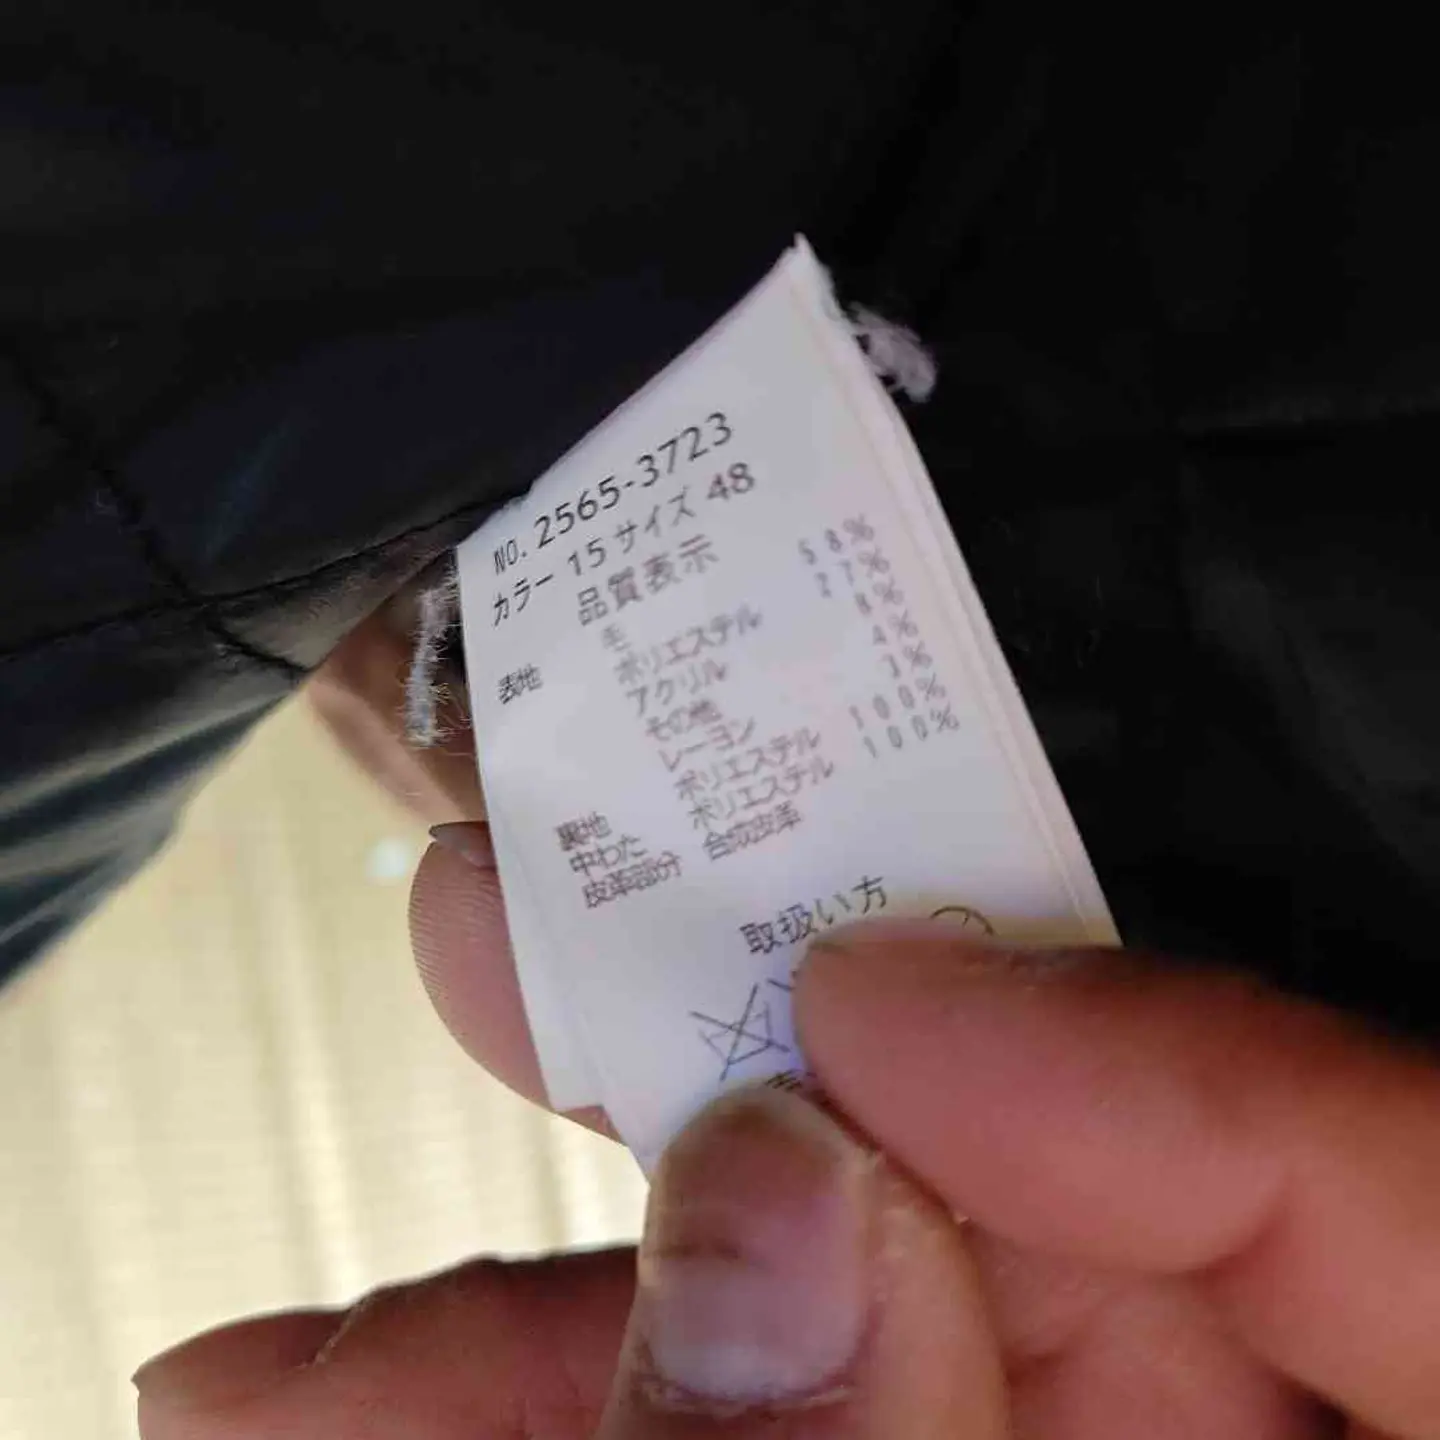 NO. 2565-3723
カラー 15 サイズ 48
品質表示
表地 毛 58%
ポリエステル 27%
アクリル 8%
その他 4%
レーヨン 3%
裏地 ポリエステル 100%
中わた ポリエステル 100%
皮革部分 合成皮革
取扱い方